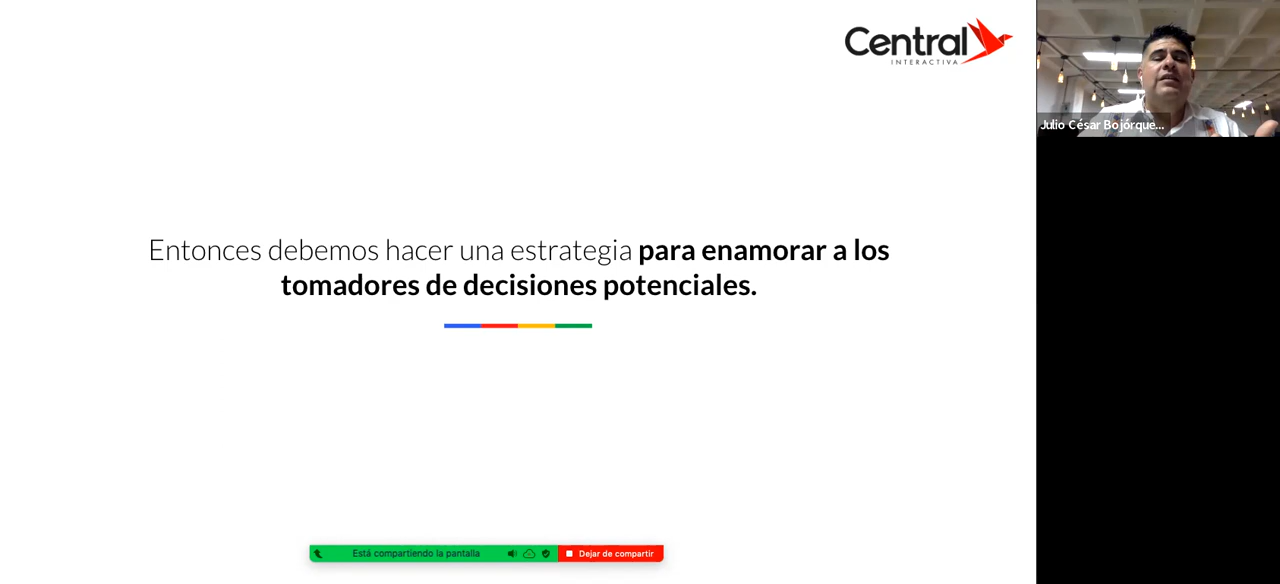 Central
INTERACTIVA
Julio César Bojórque...
Entonces debemos hacer una estrategia para enamorar a los
tomadores de decisiones potenciales.
Está compartiendo la pantalla
Dejar de compartir